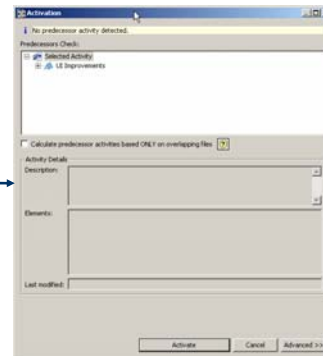 Activation
No predecessor activity detected.
Predecessors Check:
Selected Activity
UI Improvements
Calculate predecessor activities based ONLY on overlapping files
Activity Details
Description:
Elements:
Last modified:
Activate
Cancel
Advanced >>